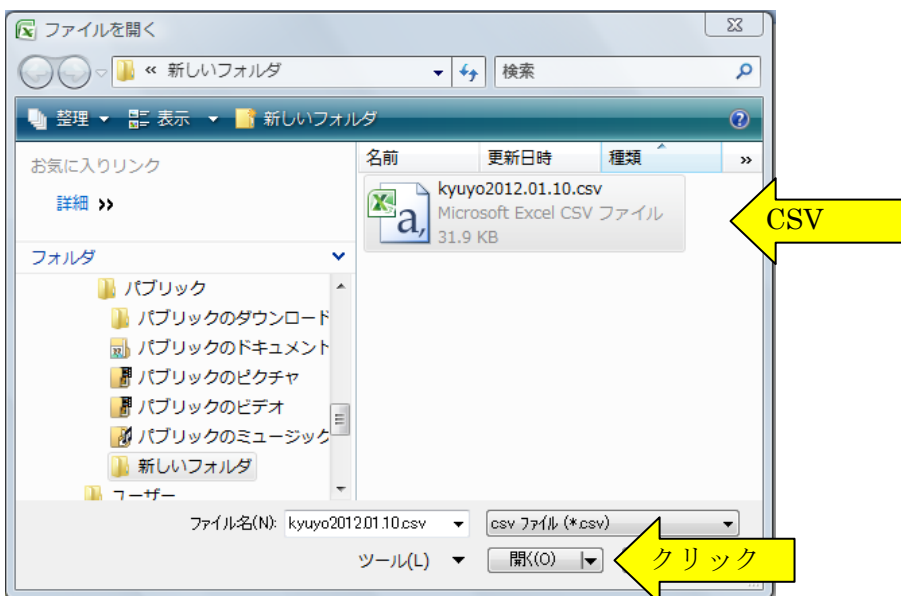 ファイルを開く
« 新しいフォルダ
検索
整理 表示 新しいフォルダ
お気に入りリンク
詳細 »
フォルダ
パブリック
パブリックのダウンロード
パブリックのドキュメント
パブリックのピクチャ
パブリックのビデオ
パブリックのミュージック
新しいフォルダ
ユーザー
名前 更新日時 種類 »
kyuyo2012.01.10.csv
Microsoft Excel CSV ファイル
31.9 KB
CSV
ファイル名(N): kyuyo2012.01.10.csv
csv ファイル (*.csv)
ツール(L) 開く(O)
クリック